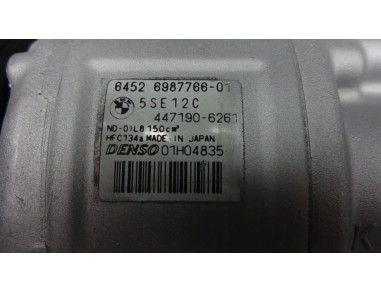 6452 6987766-01
5SE12C
447190-6261
ND-OIL8 150cm³
HFC134a MADE IN JAPAN
DENSO 01H04835